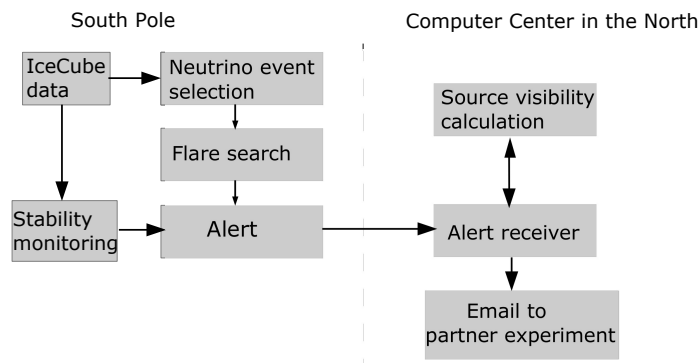 South Pole
Computer Center in the North
IceCube
data
Neutrino event
selection
Source visibility
calculation
Flare search
Stability
monitoring
Alert
Alert receiver
Email to
partner experiment